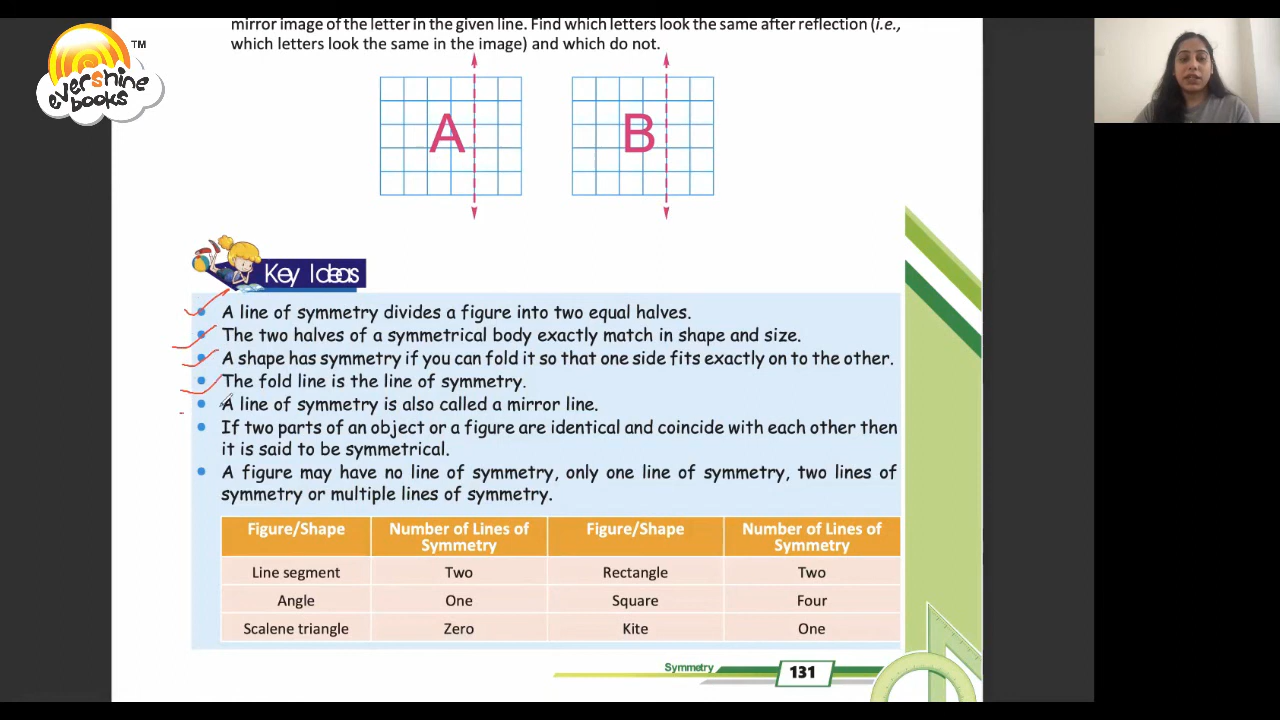 mirror image of the letter in the given line. Find which letters look the same after reflection (i.e.,
which letters look the same in the image) and which do not.
evershine
books
TM
A
B
Key Ideas
• A line of symmetry divides a figure into two equal halves.
• The two halves of a symmetrical body exactly match in shape and size.
• A shape has symmetry if you can fold it so that one side fits exactly on to the other.
• The fold line is the line of symmetry.
• A line of symmetry is also called a mirror line.
• If two parts of an object or a figure are identical and coincide with each other then
it is said to be symmetrical.
• A figure may have no line of symmetry, only one line of symmetry, two lines of
symmetry or multiple lines of symmetry.
Figure/Shape Number of Lines of Symmetry Figure/Shape Number of Lines of Symmetry
Line segment Two Rectangle Two
Angle One Square Four
Scalene triangle Zero Kite One
Symmetry 131